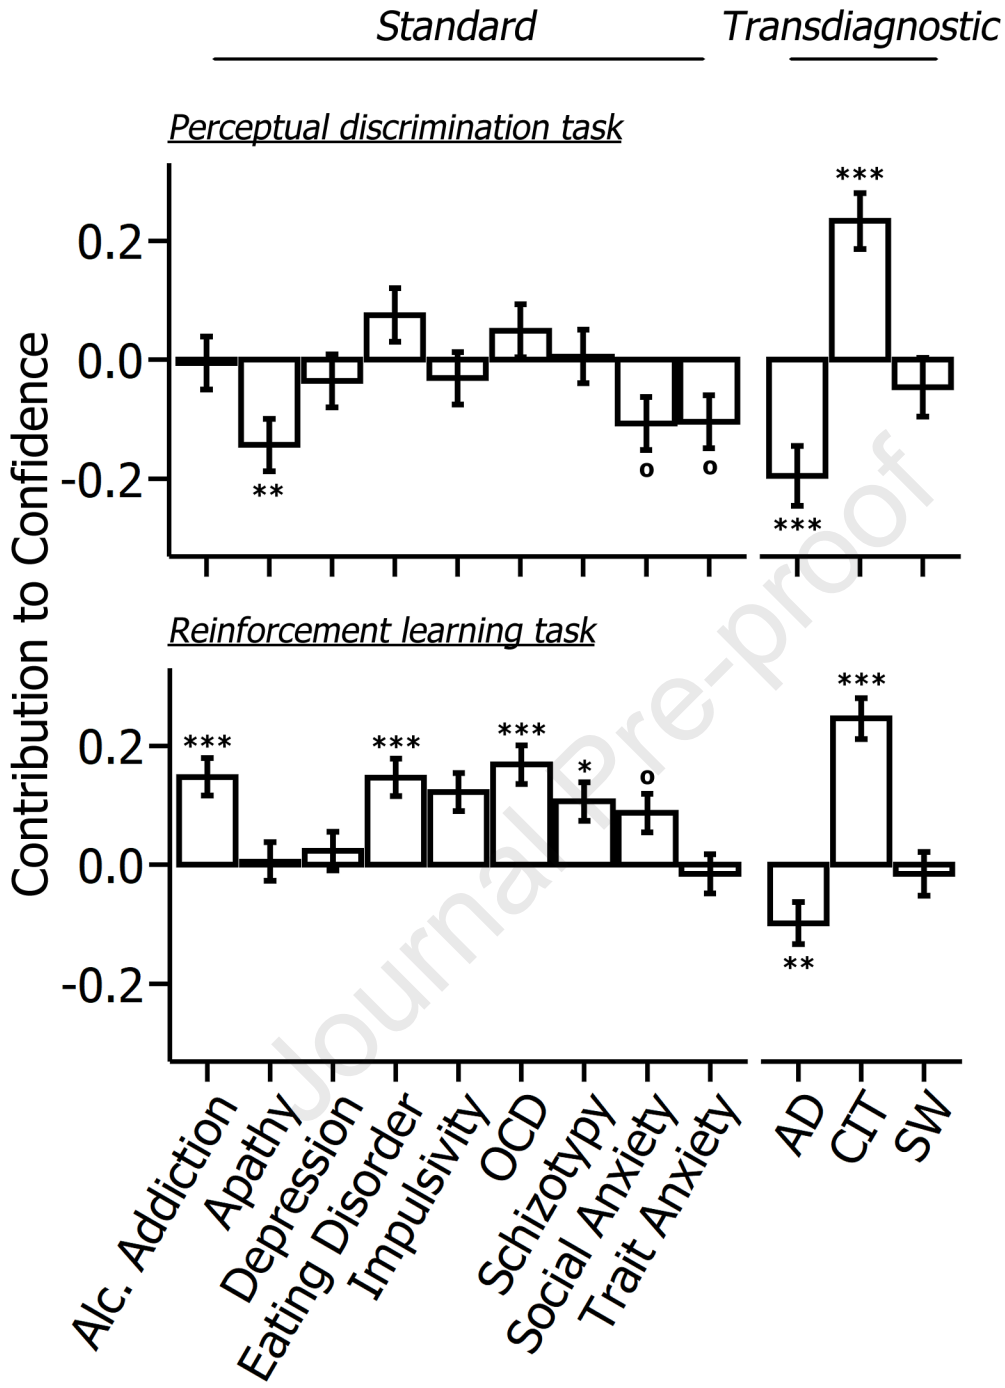 Standard Transdiagnostic
Perceptual discrimination task
***
0.2
0.0
-0.2
**
o
o
***
Contribution to Confidence
Reinforcement learning task
***
***
***
***
*
o
0.2
0.0
-0.2
**
Alc. Addiction
Apathy
Depression
Eating Disorder
Impulsivity
OCD
Schizotypy
Social Anxiety
Trait Anxiety
AD
CIT
SW
Journal Pre-proof